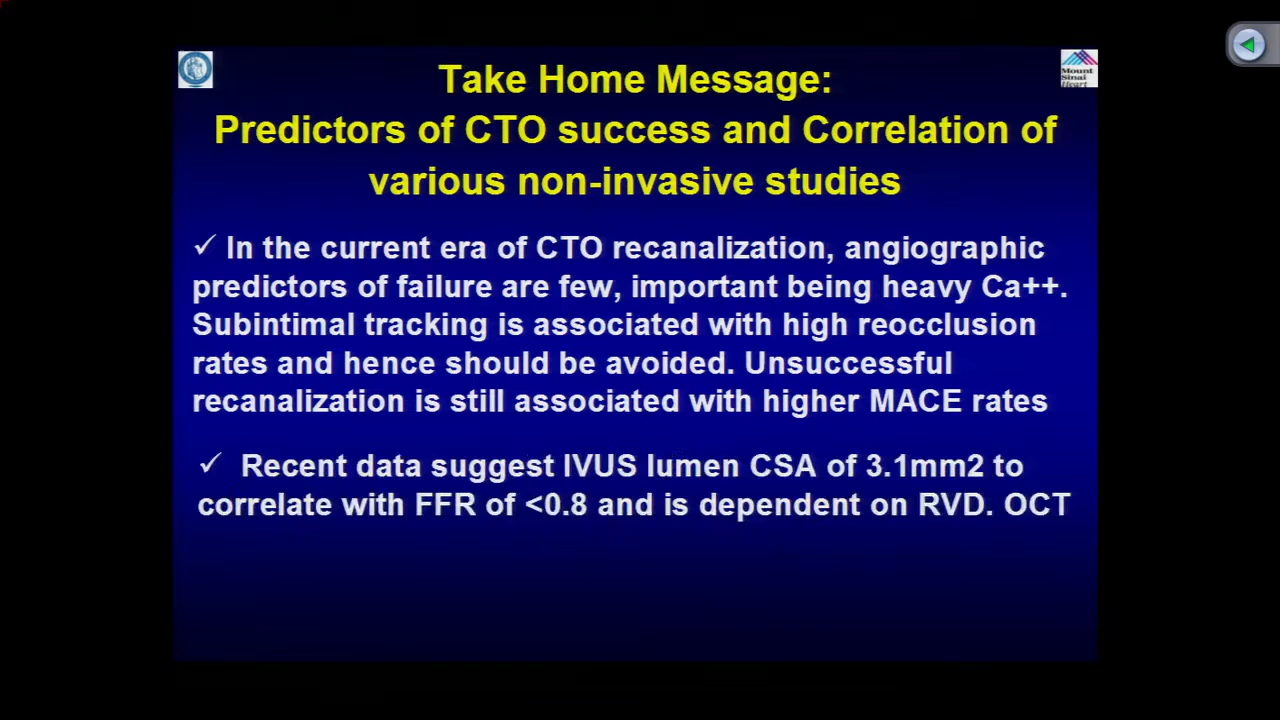 Take Home Message:
Predictors of CTO success and Correlation of
various non-invasive studies
Mount
Sinai
Heart
✓ In the current era of CTO recanalization, angiographic
predictors of failure are few, important being heavy Ca++.
Subintimal tracking is associated with high reocclusion
rates and hence should be avoided. Unsuccessful
recanalization is still associated with higher MACE rates
✓ Recent data suggest IVUS lumen CSA of 3.1mm2 to
correlate with FFR of <0.8 and is dependent on RVD. OCT